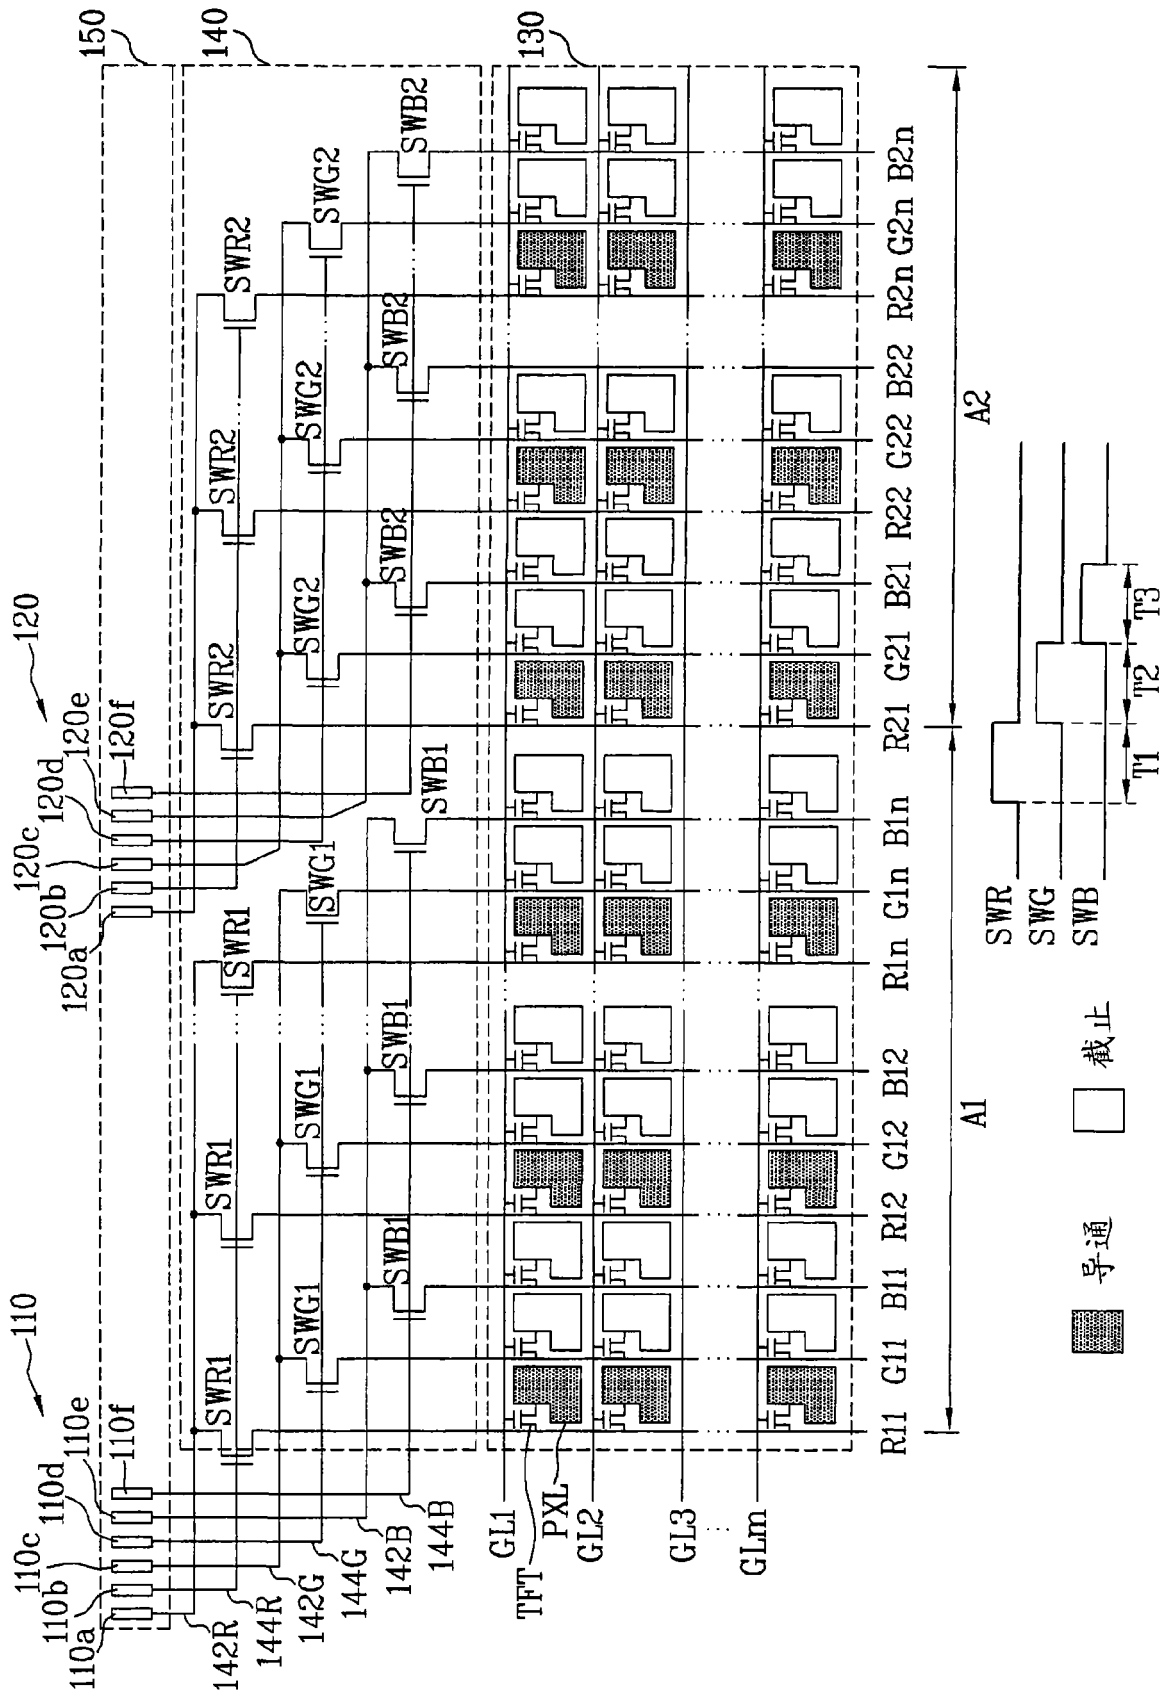 110
110a
110b
110c
110d
110e
110f
120
120a
120b
120c
120d
120e
120f
150
140
130
142R
144R
142G
144G
142B
144B
SWR1 SWR1 SWR1 SWR2 SWR2 SWR2
SWG1 SWG1 SWG1 SWG2 SWG2 SWG2
SWB1 SWB1 SWB1 SWB2 SWB2 SWB2
GL1
TFT
PXL
GL2
GL3
GLm
R11 G11 B11 R12 G12 B12 R1n G1n B1n R21 G21 B21 R22 G22 B22 R2n G2n B2n
A1 A2
导通 截止
SWR
SWG
SWB
T1 T2 T3